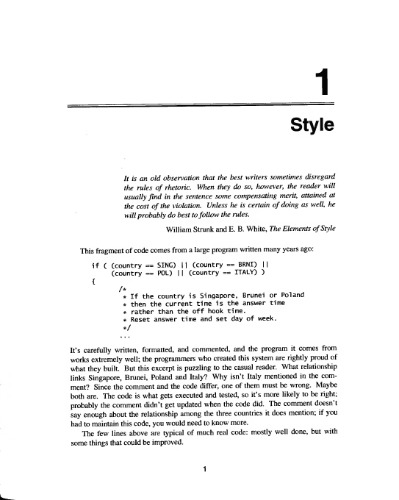 1
Style
It is an old observation that the best writers sometimes disregard
the rules of rhetoric. When they do so, however, the reader will
usually find in the sentence some compensating merit, attained at
the cost of the violation. Unless he is certain of doing as well, he
will probably do best to follow the rules.
William Strunk and E. B. White, The Elements of Style
This fragment of code comes from a large program written many years ago:
if ( (country == SING) || (country == BRNI) ||
(country == POL) || (country == ITALY) )
{
/*
* If the country is Singapore, Brunei or Poland
* then the current time is the answer time
* rather than the off hook time.
* Reset answer time and set day of week.
*/
...
It's carefully written, formatted, and commented, and the program it comes from
works extremely well; the programmers who created this system are rightly proud of
what they built. But this excerpt is puzzling to the casual reader. What relationship
links Singapore, Brunei, Poland and Italy? Why isn't Italy mentioned in the com-
ment? Since the comment and the code differ, one of them must be wrong. Maybe
both are. The code is what gets executed and tested, so it's more likely to be right;
probably the comment didn't get updated when the code did. The comment doesn't
say enough about the relationship among the three countries it does mention; if you
had to maintain this code, you would need to know more.
The few lines above are typical of much real code: mostly well done, but with
some things that could be improved.
1